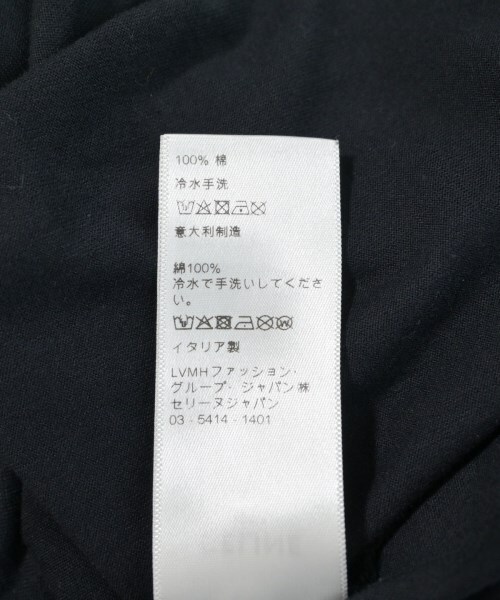 100% 棉
冷水手洗
意大利制造
綿100%
冷水で手洗いしてくださ
い。
イタリア製
LVMHファッション・
グループ・ジャパン㈱
セリーヌジャパン
03 - 5414 - 1401